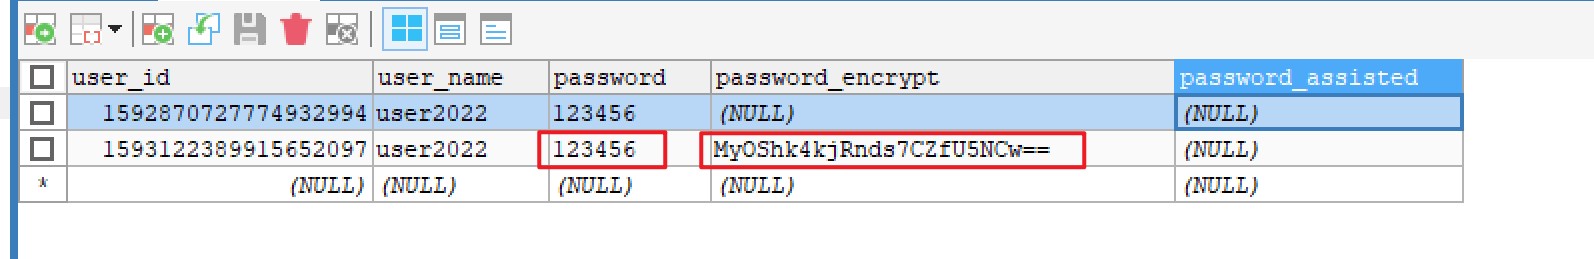 user_id user_name password password_encrypt password_assisted
1592870727774932994 user2022 123456 (NULL) (NULL)
1593122389915652097 user2022 123456 MyOShk4kjRnds7CZfU5NCw== (NULL)
* (NULL) (NULL) (NULL) (NULL) (NULL)